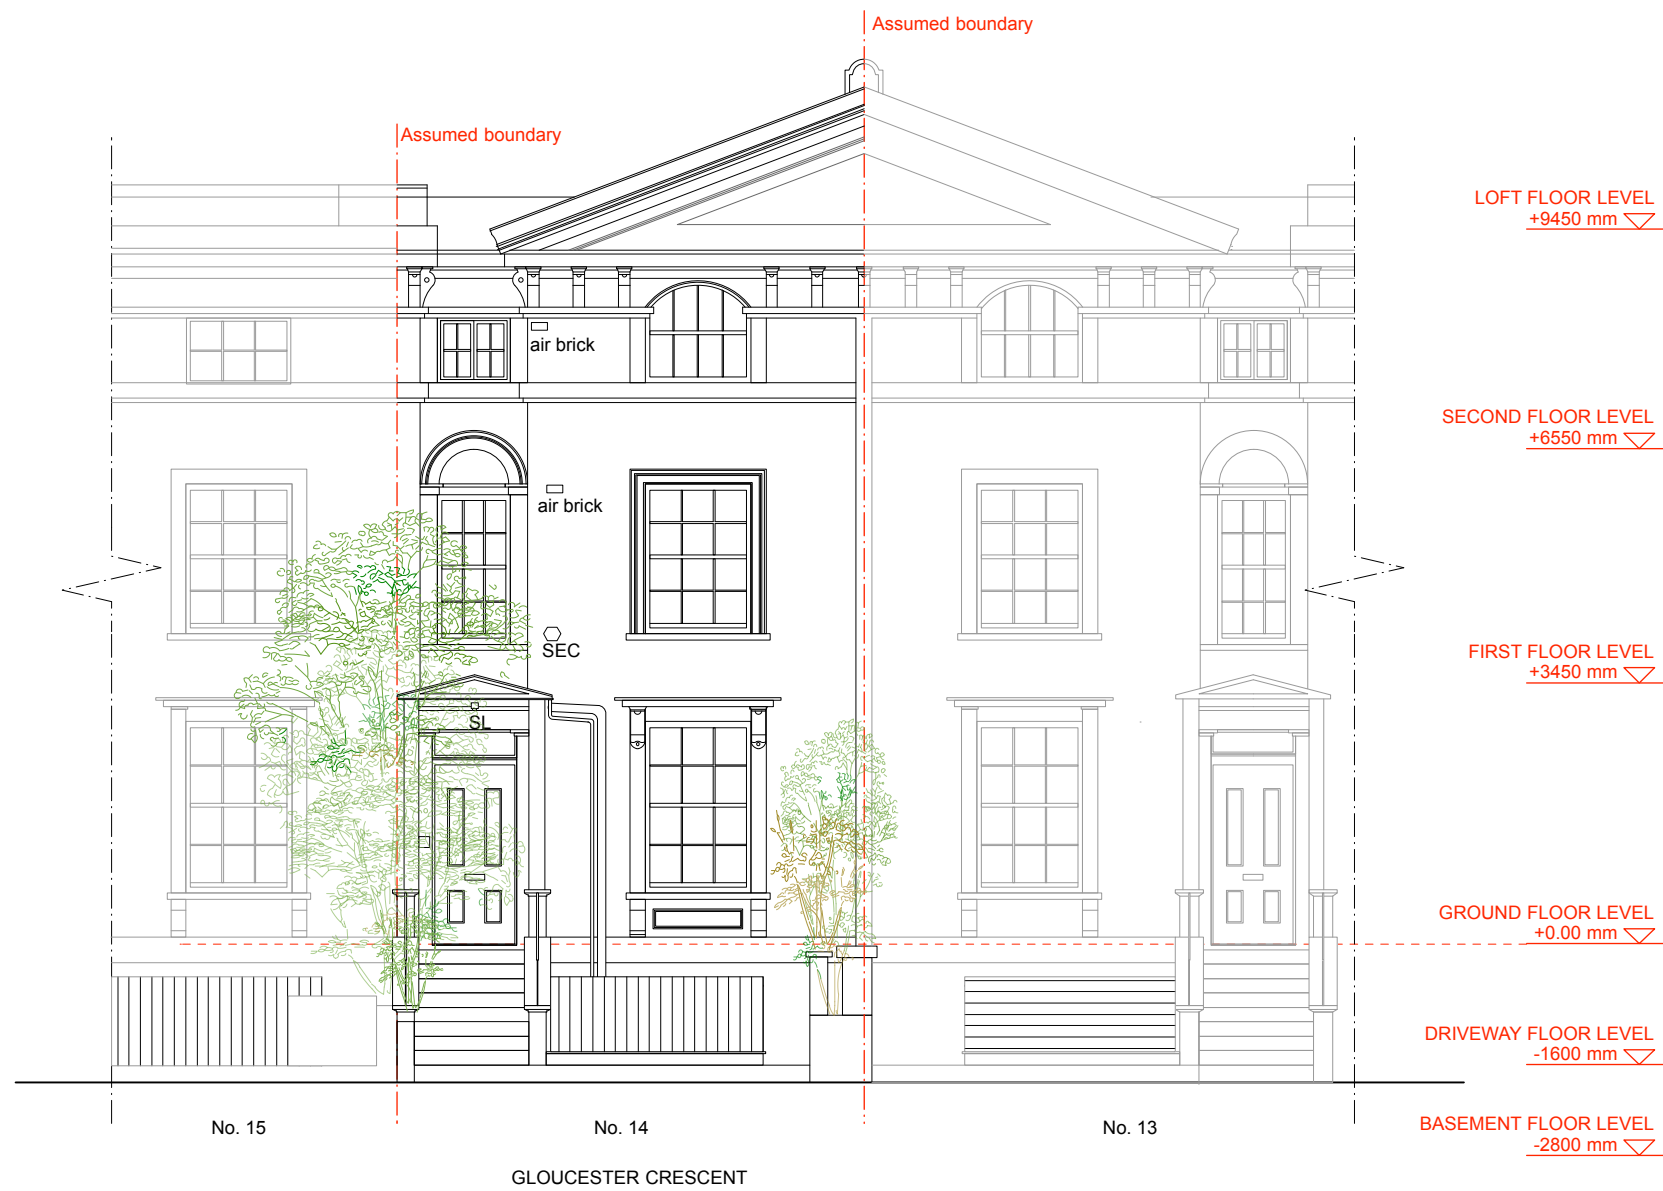 Assumed boundary
Assumed boundary
LOFT FLOOR LEVEL
+9450 mm
air brick
SECOND FLOOR LEVEL
+6550 mm
air brick
SEC
FIRST FLOOR LEVEL
+3450 mm
SL
GROUND FLOOR LEVEL
+0.00 mm
DRIVEWAY FLOOR LEVEL
-1600 mm
No. 15
No. 14
No. 13
BASEMENT FLOOR LEVEL
-2800 mm
GLOUCESTER CRESCENT